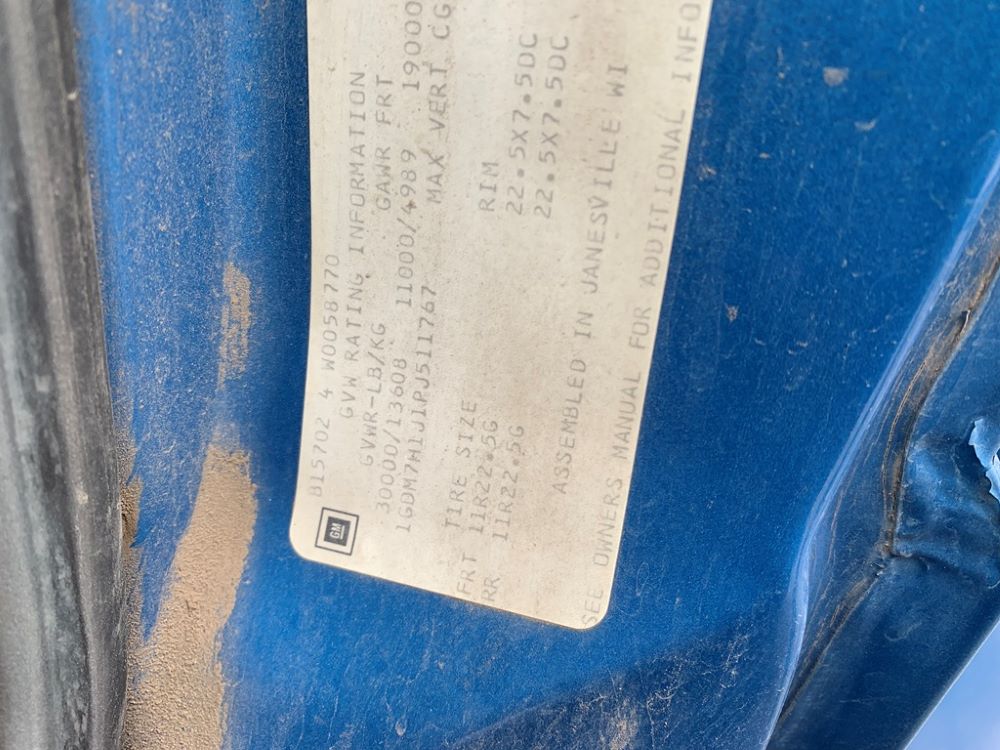 GM
B15702 4 W0058770
GVW RATING INFORMATION
GVWR-LB/KG GAWR FRT
30000/13608 11000/4989 19000
1GDM7H1J1PJ511767 MAX VERT CG
TIRE SIZE RIM
FRT 11R22.5G 22.5X7.5DC
RR 11R22.5G 22.5X7.5DC
ASSEMBLED IN JANESVILLE WI
SEE OWNERS MANUAL FOR ADDITIONAL INFO